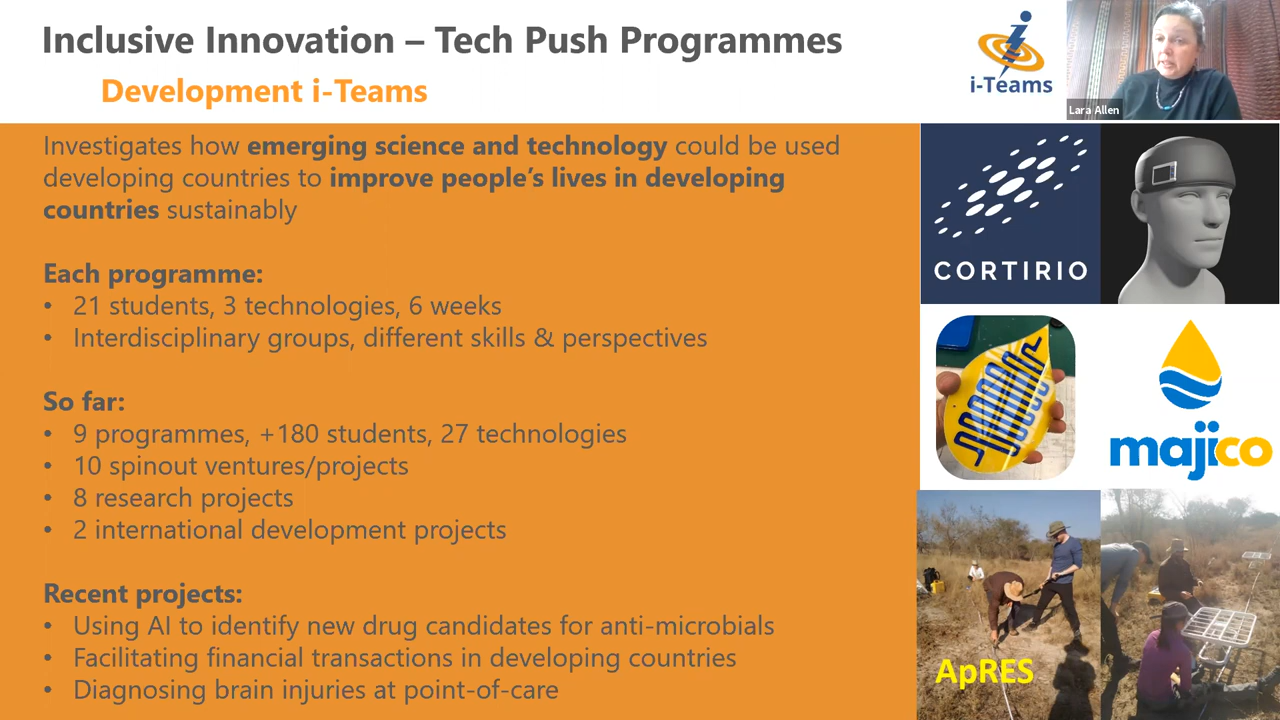 Inclusive Innovation – Tech Push Programmes
Development i-Teams
i-Teams
Lara Allen
Investigates how emerging science and technology could be used
developing countries to improve people's lives in developing
countries sustainably
Each programme:
• 21 students, 3 technologies, 6 weeks
• Interdisciplinary groups, different skills & perspectives
So far:
• 9 programmes, +180 students, 27 technologies
• 10 spinout ventures/projects
• 8 research projects
• 2 international development projects
Recent projects:
• Using AI to identify new drug candidates for anti-microbials
• Facilitating financial transactions in developing countries
• Diagnosing brain injuries at point-of-care
CORTIRIO
majico
ApRES